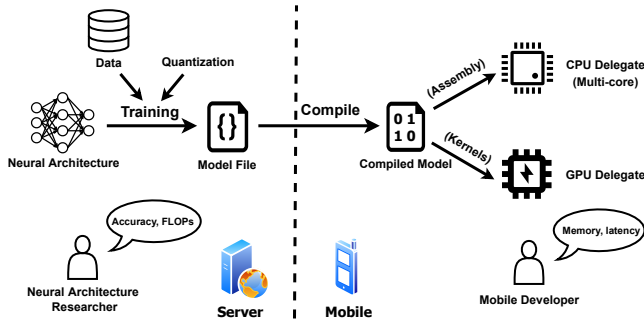 Data
Quantization
Training
Neural Architecture
{}
Model File
Compile
0 1
1 0
Compiled Model
(Assembly)
(Kernels)
CPU Delegate
(Multi-core)
GPU Delegate
Accuracy, FLOPs
Neural Architecture
Researcher
Server
Mobile
Memory, latency
Mobile Developer